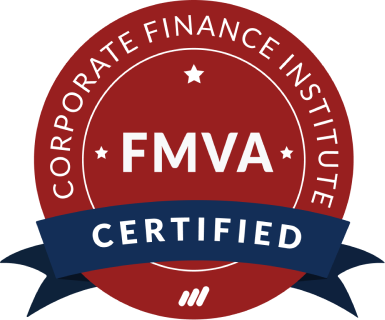 CORPORATE FINANCE INSTITUTE
FMVA
CERTIFIED